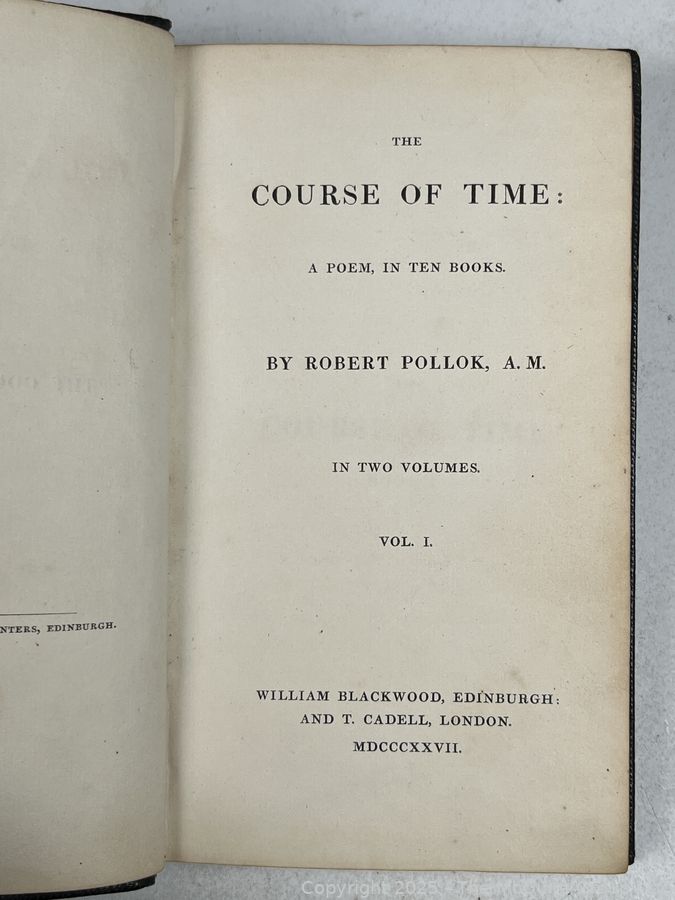 NTERS, EDINBURGH.
THE
COURSE OF TIME:
A POEM, IN TEN BOOKS.
BY ROBERT POLLOK, A. M.
IN TWO VOLUMES.
VOL. I.
WILLIAM BLACKWOOD, EDINBURGH:
AND T. CADELL, LONDON.
MDCCCXXVII.
Copyright 2025